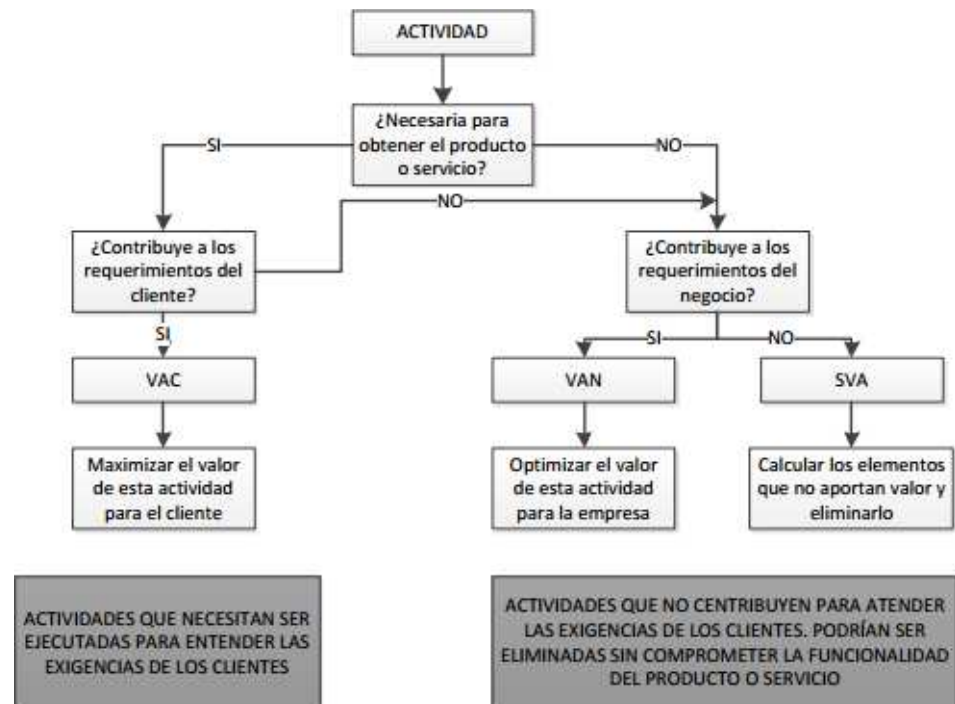 ACTIVIDAD
¿Necesaria para
obtener el producto
o servicio?
SI
NO
NO
¿Contribuye a los
requerimientos del
cliente?
¿Contribuye a los
requerimientos del
negocio?
SI
SI
NO
VAC
VAN
SVA
Maximizar el valor
de esta actividad
para el cliente
Optimizar el valor
de esta actividad
para la empresa
Calcular los elementos
que no aportan valor y
eliminarlo
ACTIVIDADES QUE NECESITAN SER
EJECUTADAS PARA ENTENDER LAS
EXIGENCIAS DE LOS CLIENTES
ACTIVIDADES QUE NO CENTRIBUYEN PARA ATENDER
LAS EXIGENCIAS DE LOS CLIENTES. PODRÍAN SER
ELIMINADAS SIN COMPROMETER LA FUNCIONALIDAD
DEL PRODUCTO O SERVICIO